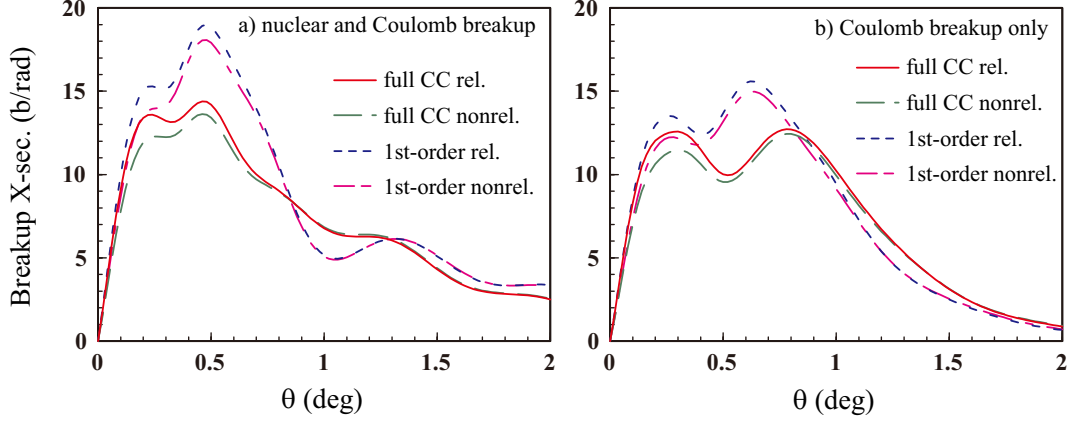 Breakup X-sec. (b/rad)
20
15
10
5
0
a) nuclear and Coulomb breakup
full CC rel.
full CC nonrel.
1st-order rel.
1st-order nonrel.
0 0.5 1 1.5 2
θ (deg)
20
15
10
5
0
b) Coulomb breakup only
full CC rel.
full CC nonrel.
1st-order rel.
1st-order nonrel.
0 0.5 1 1.5 2
θ (deg)